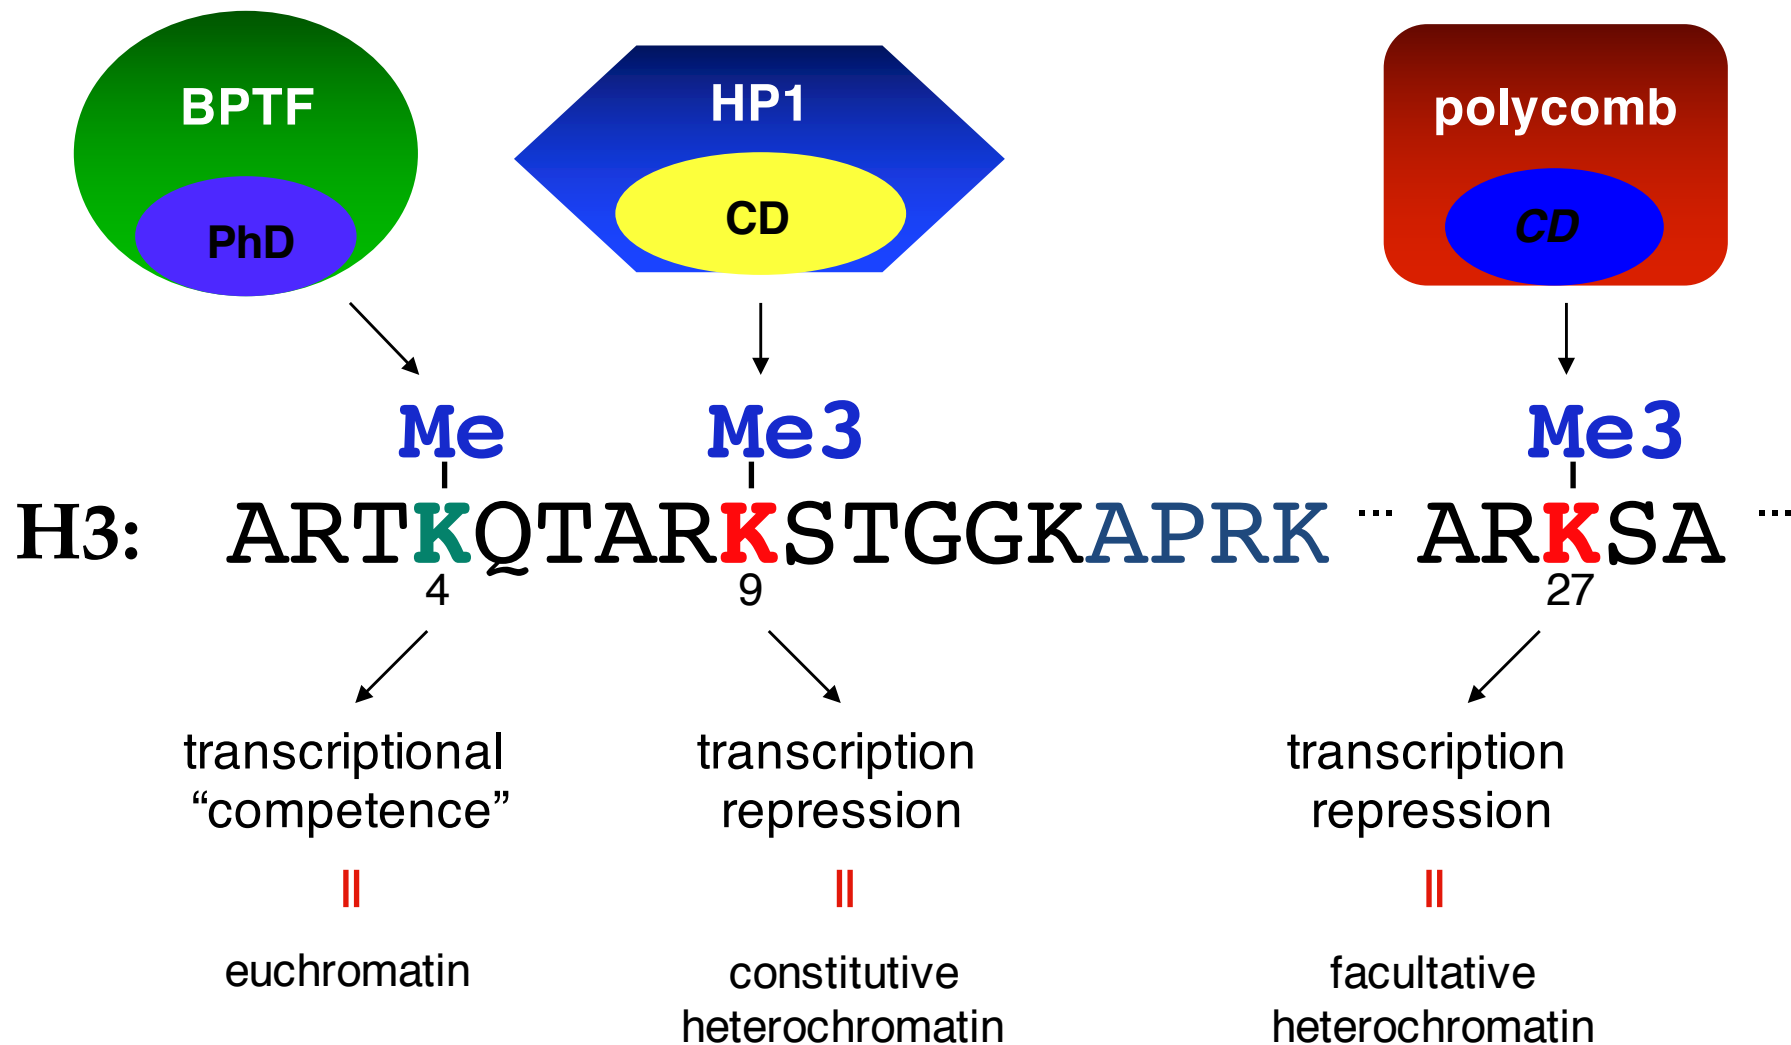 BPTF
PhD
HP1
CD
polycomb
CD
Me Me3 Me3
H3: ARTKQTARKSTGGKAPRK ... ARKSA ...
4 9 27
transcriptional
“competence”
=
euchromatin
transcription
repression
=
constitutive
heterochromatin
transcription
repression
=
facultative
heterochromatin